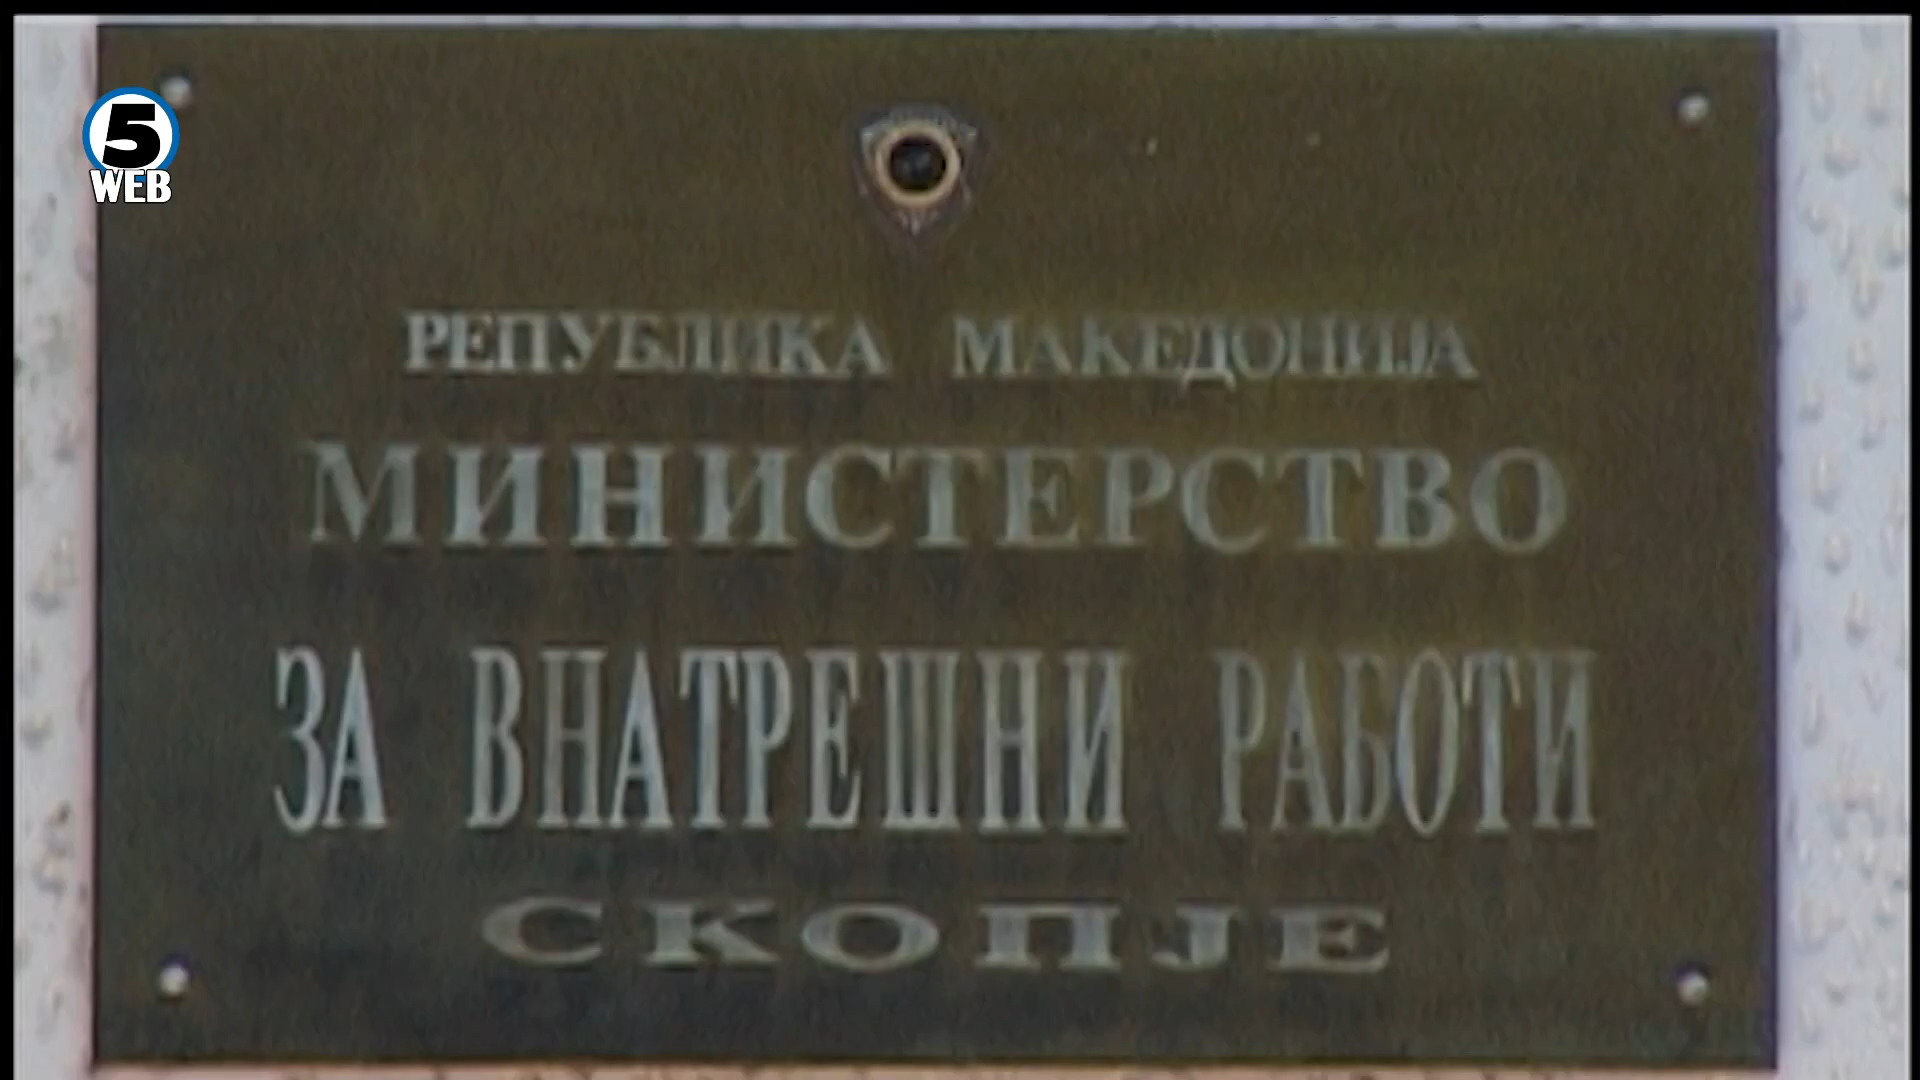 5
WEB
РЕПУБЛИКА МАКЕДОНИЈА
МИНИСТЕРСТВО
ЗА ВНАТРЕШНИ РАБОТИ
СКОПЈЕ